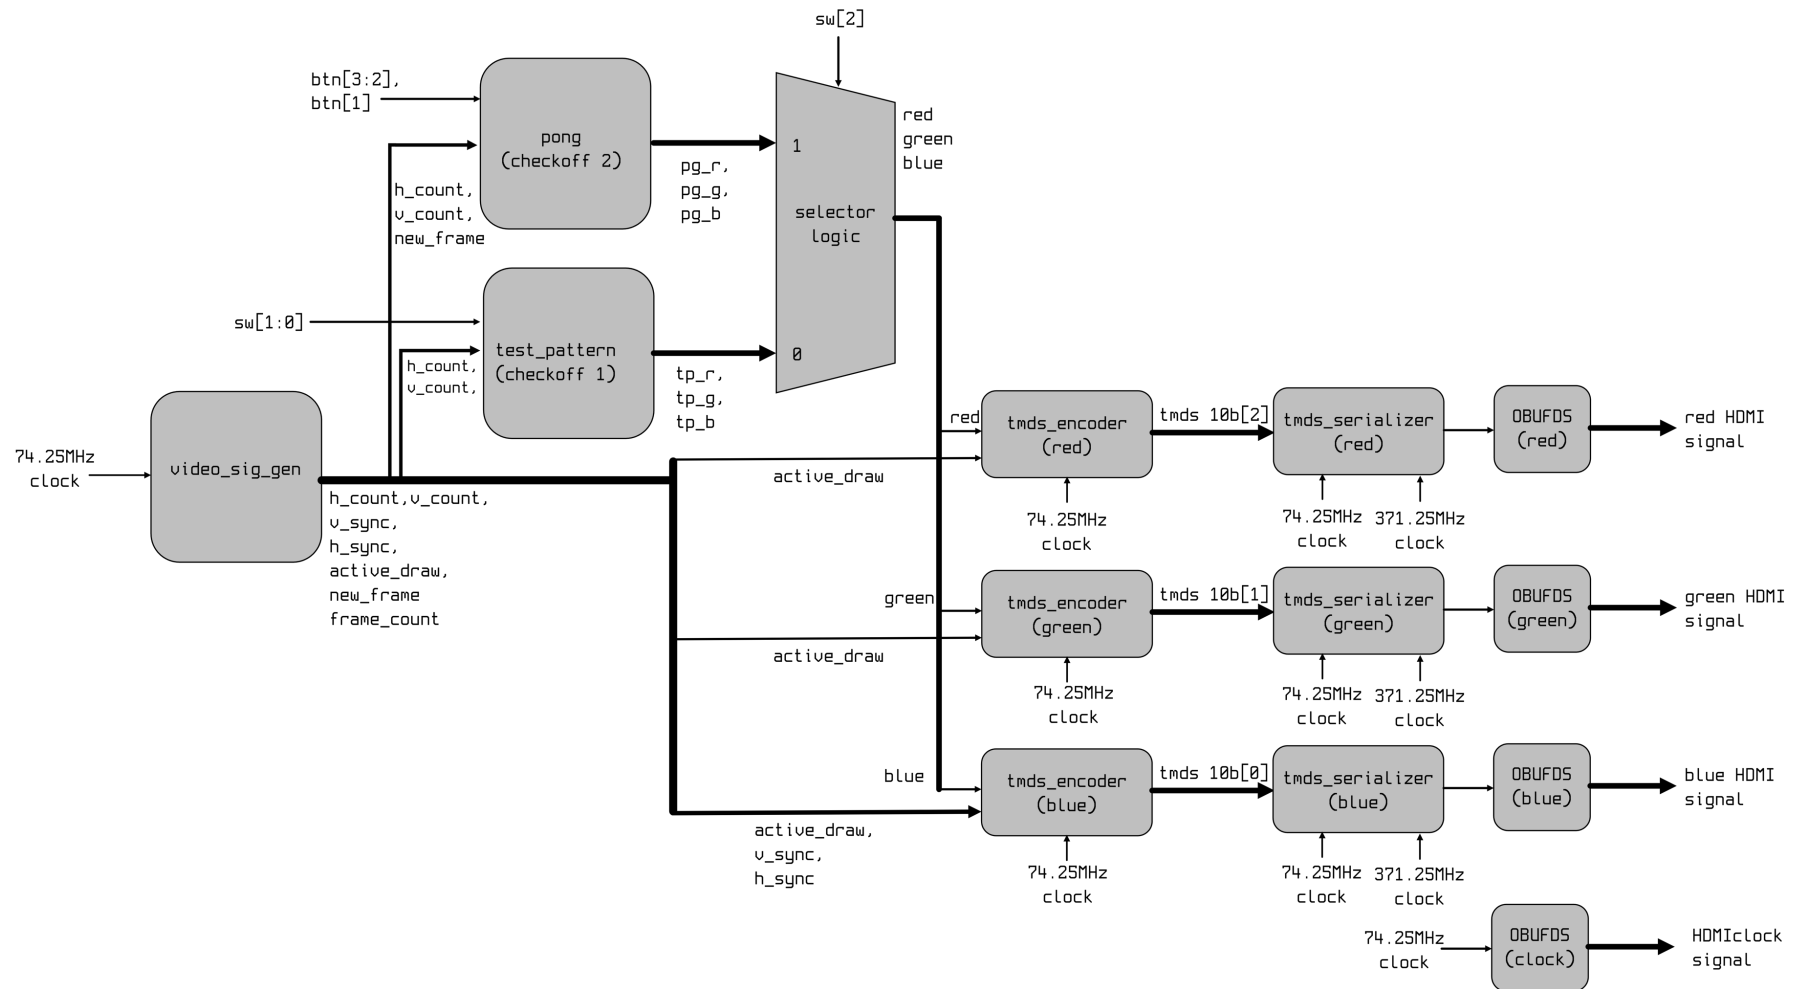 sw[2]
btn[3:2],
btn[1]
pong
(checkoff 2)
h_count,
v_count,
new_frame
pg_r,
pg_g,
pg_b
1
selector
logic
0
red
green
blue
sw[1:0]
test_pattern
(checkoff 1)
h_count,
v_count,
tp_r,
tp_g,
tp_b
74.25MHz
clock
video_sig_gen
h_count,v_count,
v_sync,
h_sync,
active_draw,
new_frame
frame_count
red
active_draw
tmds_encoder
(red)
74.25MHz
clock
tmds 10b[2]
tmds_serializer
(red)
74.25MHz
clock
371.25MHz
clock
OBUFDS
(red)
red HDMI
signal
green
active_draw
tmds_encoder
(green)
74.25MHz
clock
tmds 10b[1]
tmds_serializer
(green)
74.25MHz
clock
371.25MHz
clock
OBUFDS
(green)
green HDMI
signal
blue
active_draw,
v_sync,
h_sync
tmds_encoder
(blue)
74.25MHz
clock
tmds 10b[0]
tmds_serializer
(blue)
74.25MHz
clock
371.25MHz
clock
OBUFDS
(blue)
blue HDMI
signal
74.25MHz
clock
OBUFDS
(clock)
HDMIclock
signal